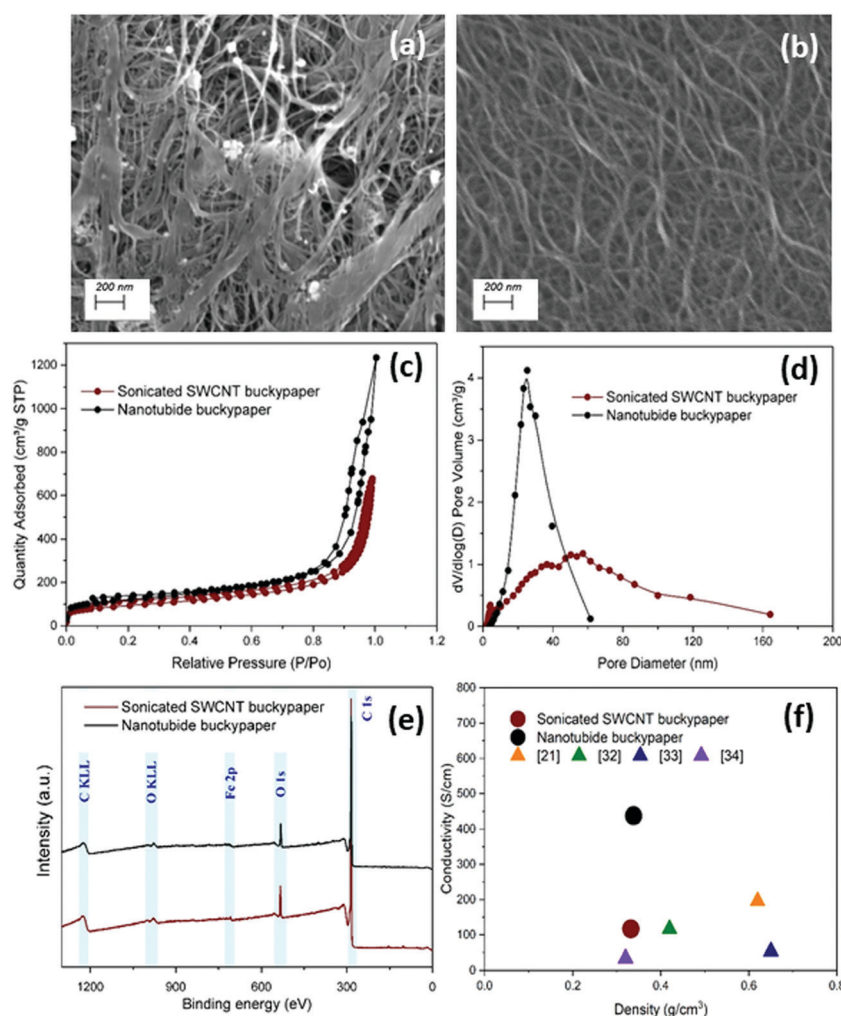 (a)
200 nm
(b)
200 nm
(c)
Sonicated SWCNT buckypaper
Nanotubide buckypaper
Quantity Adsorbed (cm³/g STP)
1200
1000
800
600
400
200
0
0.0 0.2 0.4 0.6 0.8 1.0 1.2
Relative Pressure (P/Po)
(d)
Sonicated SWCNT buckypaper
Nanotubide buckypaper
dV/dlog(D) Pore Volume (cm³/g)
4
3
2
1
0
0 40 80 120 160 200
Pore Diameter (nm)
(e)
Sonicated SWCNT buckypaper
Nanotubide buckypaper
C KLL
O KLL
Fe 2p
O 1s
C 1s
Intensity (a.u.)
1200 900 600 300 0
Binding energy (eV)
(f)
Sonicated SWCNT buckypaper
Nanotubide buckypaper
[21] [32] [33] [34]
Conductivity (S/cm)
800
700
600
500
400
300
200
100
0
0.0 0.2 0.4 0.6 0.8
Density (g/cm³)